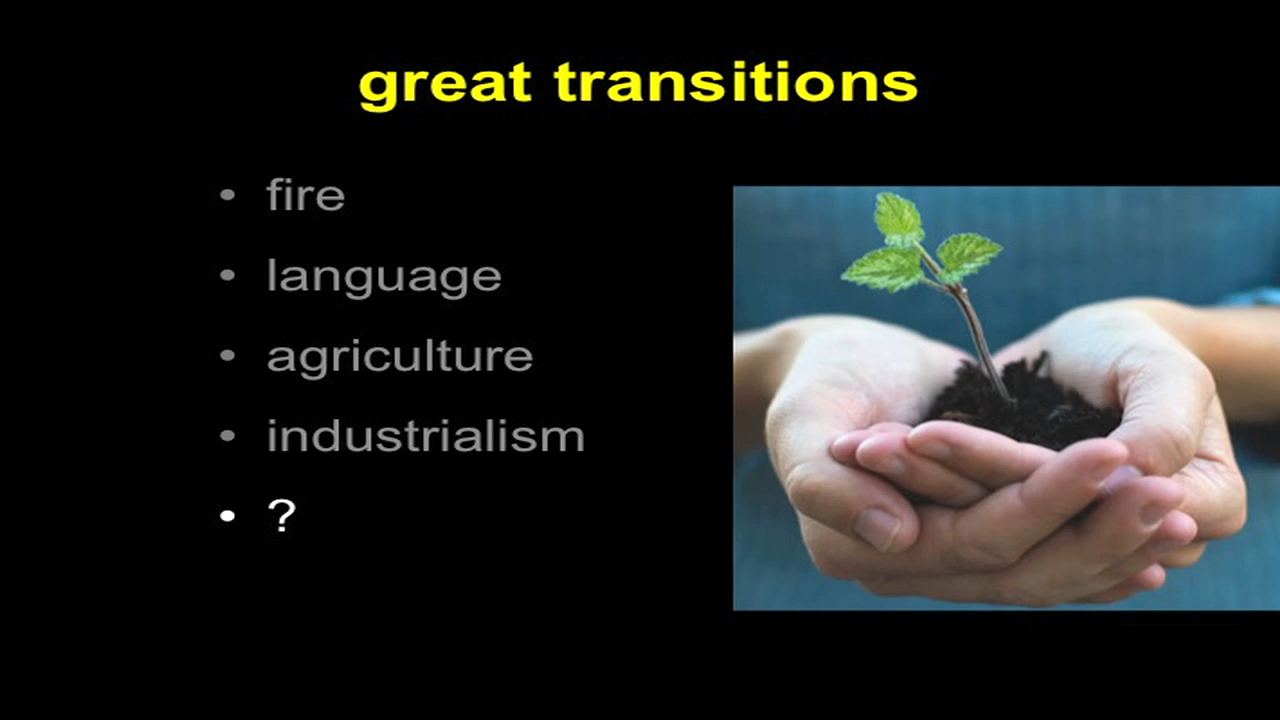 great transitions
• fire
• language
• agriculture
• industrialism
• ?